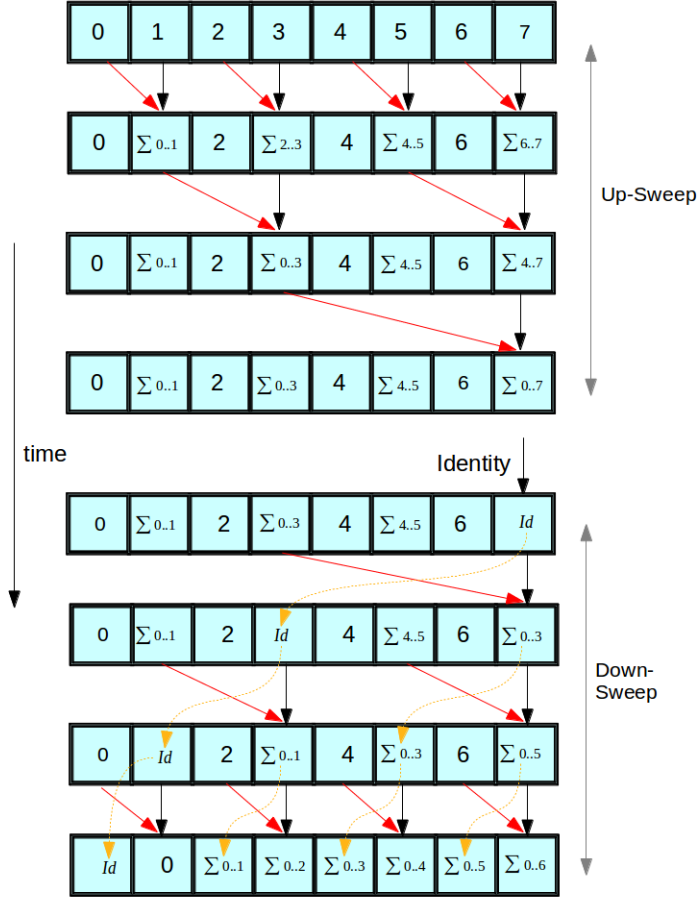 0 1 2 3 4 5 6 7
0 ∑ 0..1 2 ∑ 2..3 4 ∑ 4..5 6 ∑ 6..7
Up-Sweep
0 ∑ 0..1 2 ∑ 0..3 4 ∑ 4..5 6 ∑ 4..7
0 ∑ 0..1 2 ∑ 0..3 4 ∑ 4..5 6 ∑ 0..7
time
Identity
0 ∑ 0..1 2 ∑ 0..3 4 ∑ 4..5 6 Id
0 ∑ 0..1 2 Id 4 ∑ 4..5 6 ∑ 0..3
Down-
Sweep
0 Id 2 ∑ 0..1 4 ∑ 0..3 6 ∑ 0..5
Id 0 ∑ 0..1 ∑ 0..2 ∑ 0..3 ∑ 0..4 ∑ 0..5 ∑ 0..6